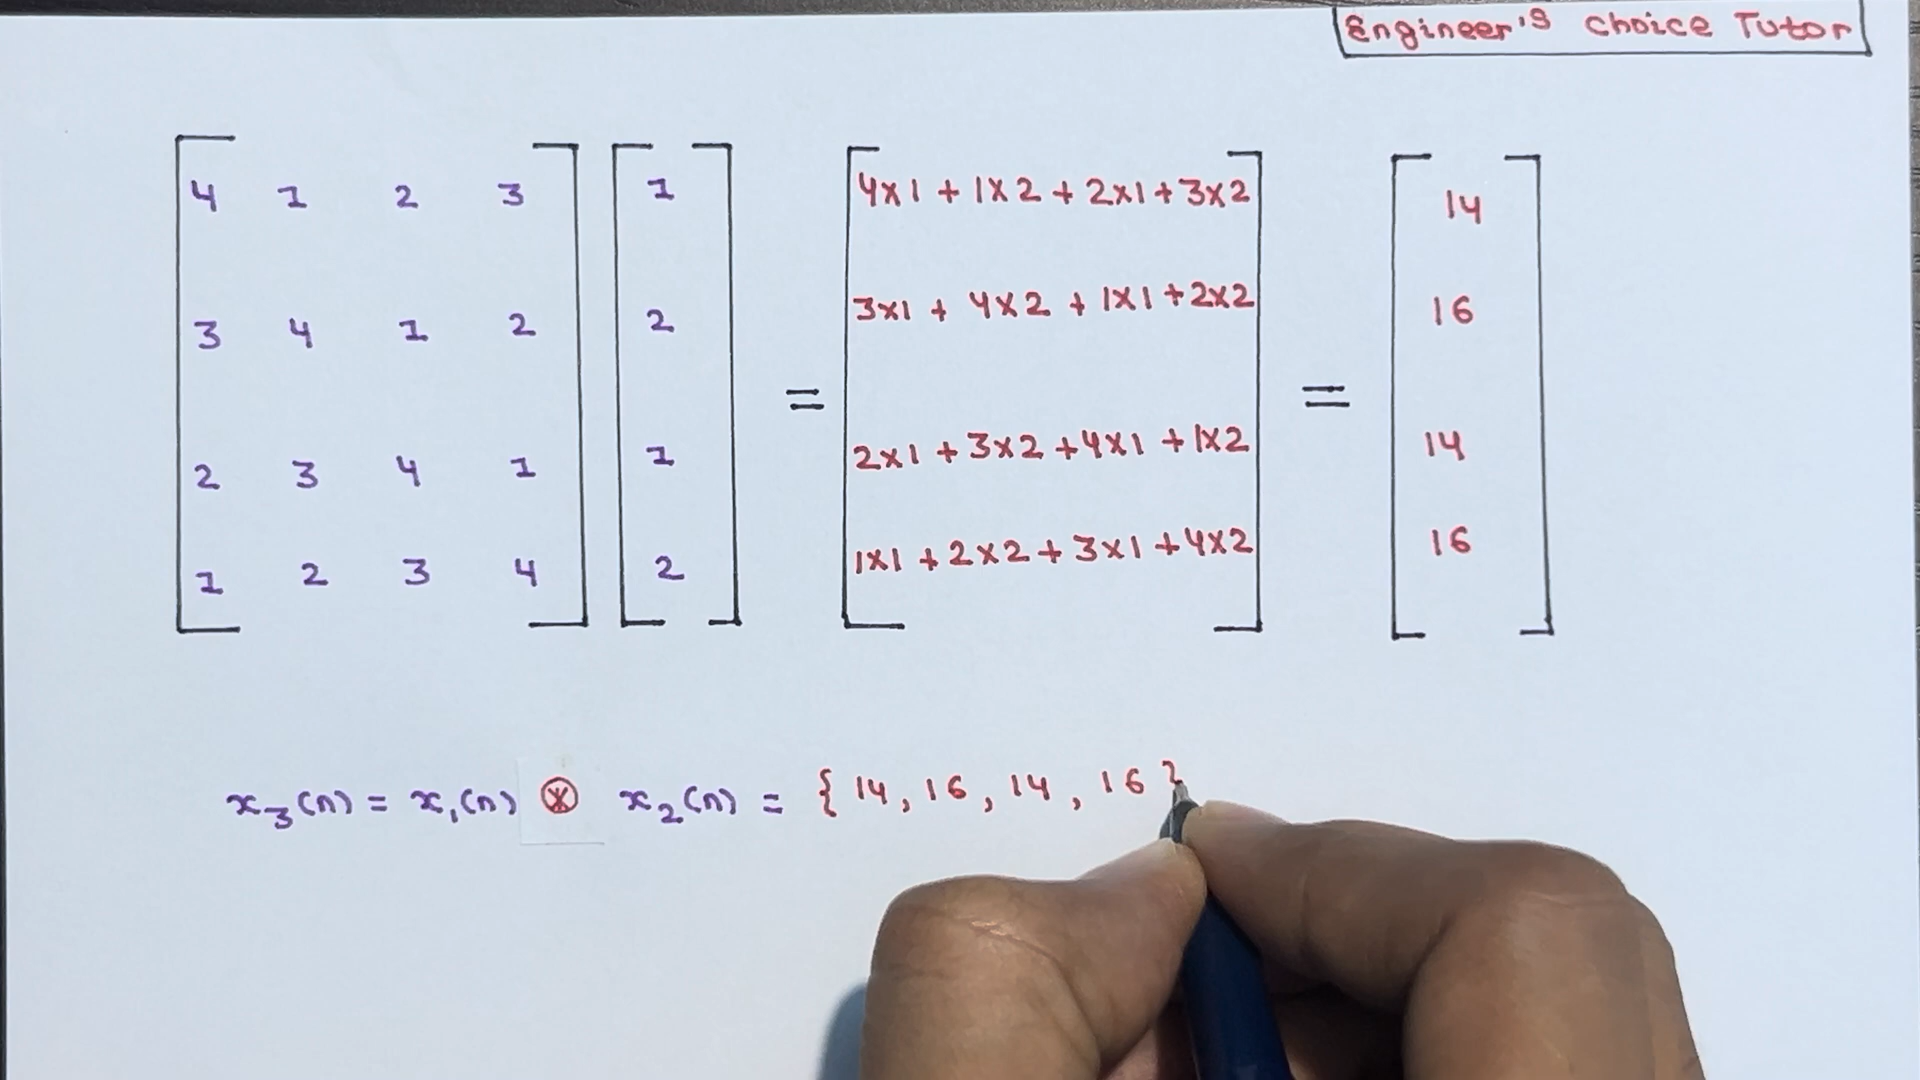 Engineer's Choice Tutor
4 1 2 3 1 4x1 + 1x2 + 2x1 + 3x2 14
3 4 1 2 2 3x1 + 4x2 + 1x1 + 2x2 16
= =
2 3 4 1 1 2x1 + 3x2 + 4x1 + 1x2 14
1 2 3 4 2 1x1 + 2x2 + 3x1 + 4x2 16
x₃(n) = x₁(n) ⊛ x₂(n) = { 14, 16, 14, 16 }